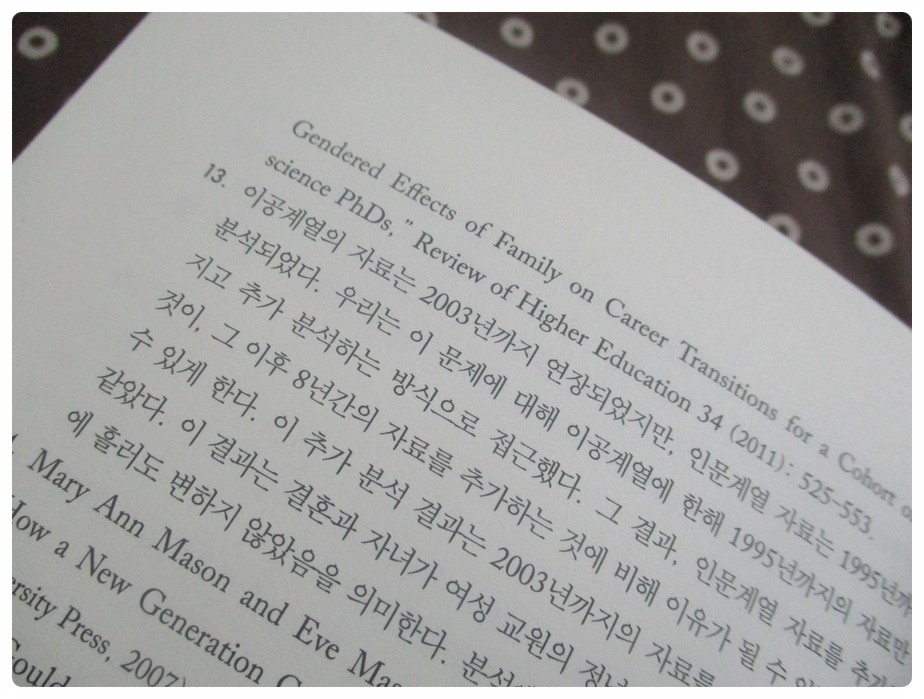 Gendered Effects of Family on Career Transitions for a Cohort
science PhDs, " Review of Higher Education 34 (2011): 525-553.
13. 이공계열의 자료는 2003년까지 연장되었지만, 인문계열 자료는 1995년까
분석되었다. 우리는 이 문제에 대해 이공계열에 한해 1995년까지의 자료만
지고 추가 분석하는 방식으로 접근했다. 그 결과, 인문계열 자료를
것이, 그 이후 8년간의 자료를 추가하는 것에 비해 이유가 될 수
수 있게 한다. 이 추가 분석 결과는 2003년까지의 자료를
같았다. 이 결과는 결혼과 자녀가 여성 교원의
에 흘러도 변하지 않았음을 의미한다.
Mary Ann Mason and Eve
How a New Generation
Press, 2007)